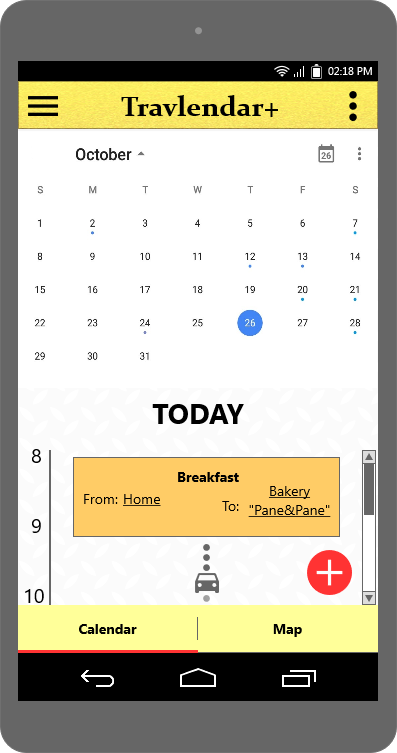 02:18 PM
Travlendar+
October 26
S M T W T F S
1 2 3 4 5 6 7
8 9 10 11 12 13 14
15 16 17 18 19 20 21
22 23 24 25 26 27 28
29 30 31
TODAY
8
Breakfast
From: Home To: Bakery
"Pane&Pane"
9
10
Calendar Map